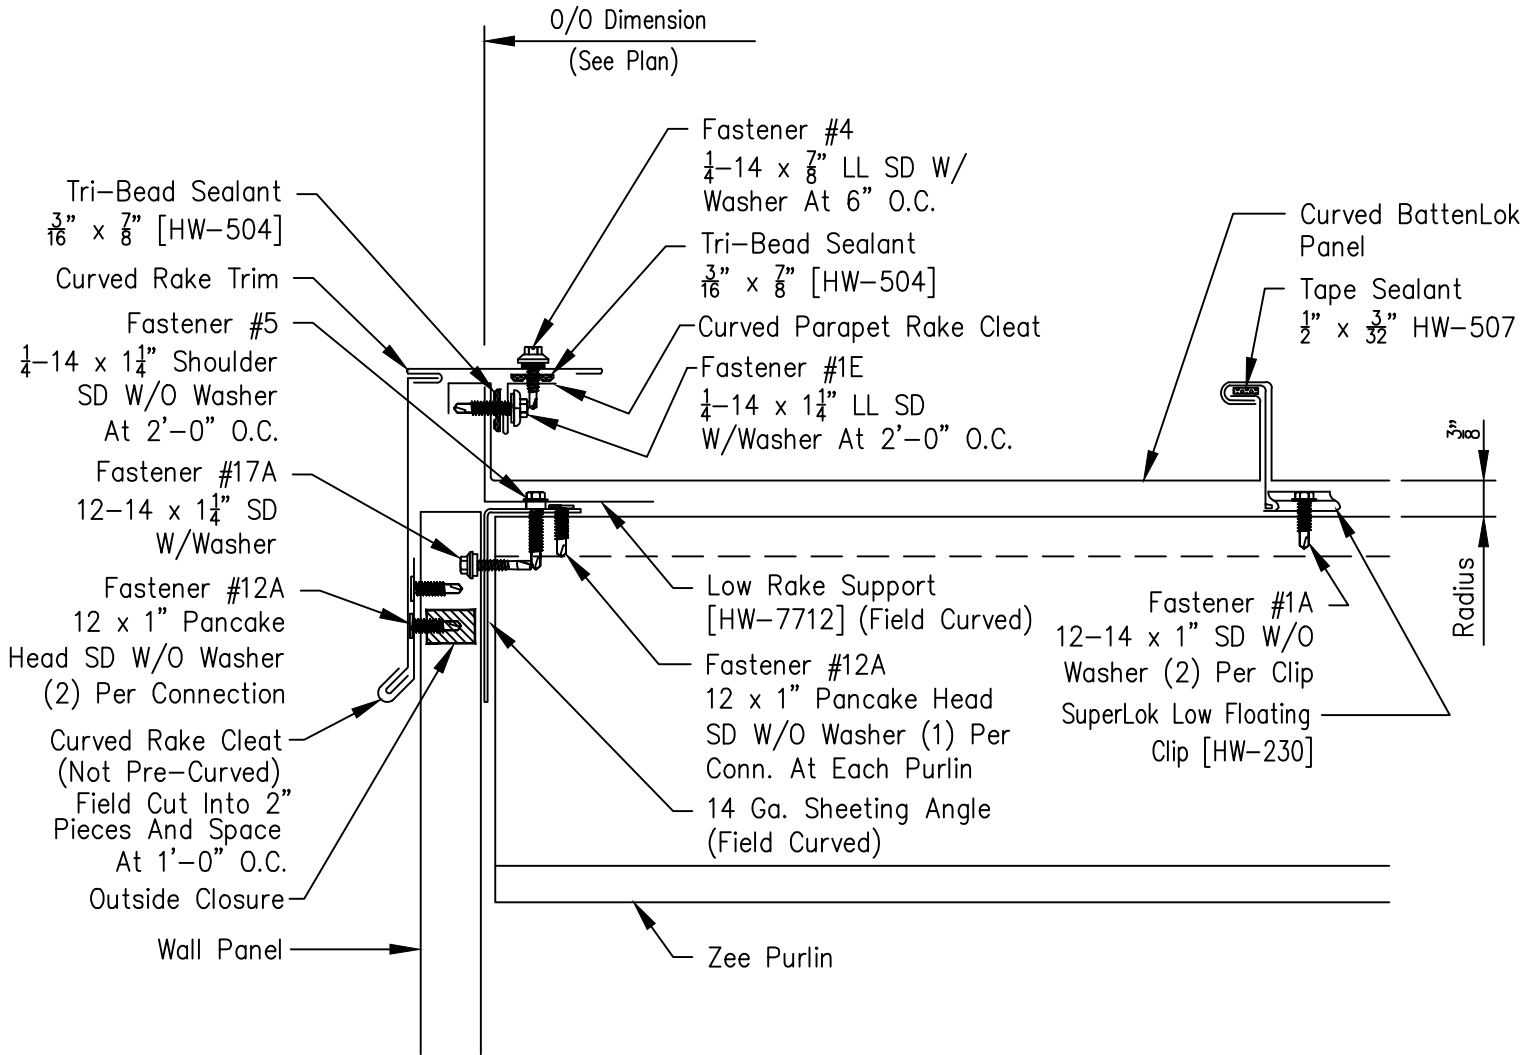 O/O Dimension
(See Plan)
Fastener #4
1/4-14 x 7/8" LL SD W/
Washer At 6" O.C.
Tri-Bead Sealant
3/16" x 7/8" [HW-504]
Curved Parapet Rake Cleat
Fastener #1E
1/4-14 x 1 1/4" LL SD
W/Washer At 2'-0" O.C.
Tri-Bead Sealant
3/16" x 7/8" [HW-504]
Curved Rake Trim
Fastener #5
1/4-14 x 1 1/4" Shoulder
SD W/O Washer
At 2'-0" O.C.
Fastener #17A
12-14 x 1 1/4" SD
W/Washer
Fastener #12A
12 x 1" Pancake
Head SD W/O Washer
(2) Per Connection
Curved Rake Cleat
(Not Pre-Curved)
Field Cut Into 2"
Pieces And Space
At 1'-0" O.C.
Outside Closure
Wall Panel
Curved BattenLok
Panel
Tape Sealant
1/2" x 3/32" HW-507
3/8"
Radius
Low Rake Support
[HW-7712] (Field Curved)
Fastener #12A
12 x 1" Pancake Head
SD W/O Washer (1) Per
Conn. At Each Purlin
14 Ga. Sheeting Angle
(Field Curved)
Zee Purlin
Fastener #1A
12-14 x 1" SD W/O
Washer (2) Per Clip
SuperLok Low Floating
Clip [HW-230]